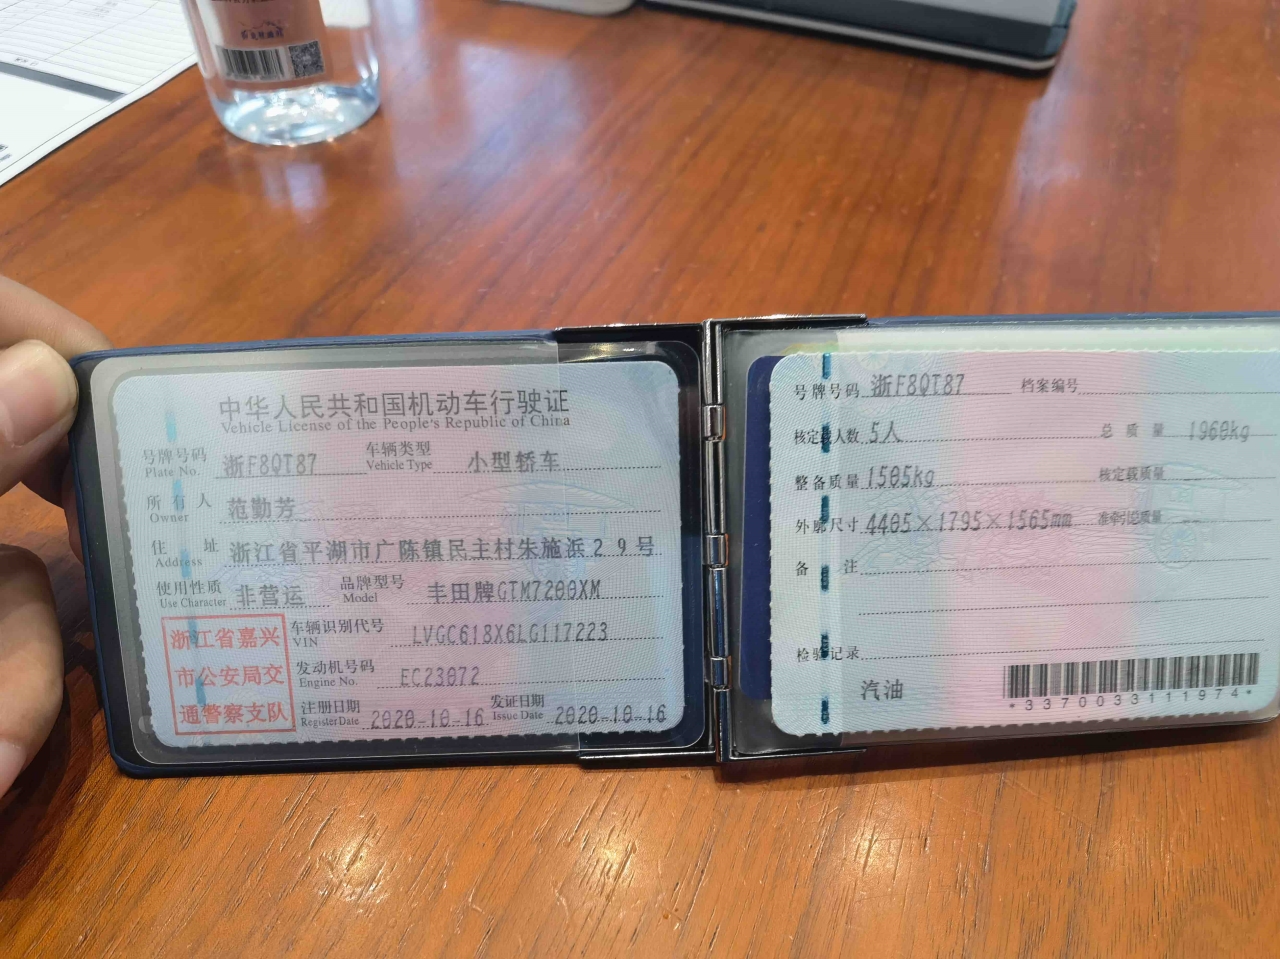 中华人民共和国机动车行驶证
Vehicle License of the People's Republic of China
号牌号码 Plate No. 浙F8QT87 车辆类型 Vehicle Type 小型轿车
所有人 Owner 范勤芳
住址 Address 浙江省平湖市广陈镇民主村朱施浜29号
使用性质 Use Character 非营运 品牌型号 Model 丰田牌GTM7200XM
浙江省嘉兴
市公安局交
通警察支队
车辆识别代号 VIN LVGC618X6LG117223
发动机号码 Engine No. EC23072
注册日期 Register Date 2020-10-16 发证日期 Issue Date 2020-10-16
号牌号码 浙F8QT87 档案编号
核定载人数 5人 总质量 1960kg
整备质量 1505kg 核定载质量
外廓尺寸 4405×1795×1565mm 准牵引总质量 --
备注
检验记录
汽油
*3370033111974*